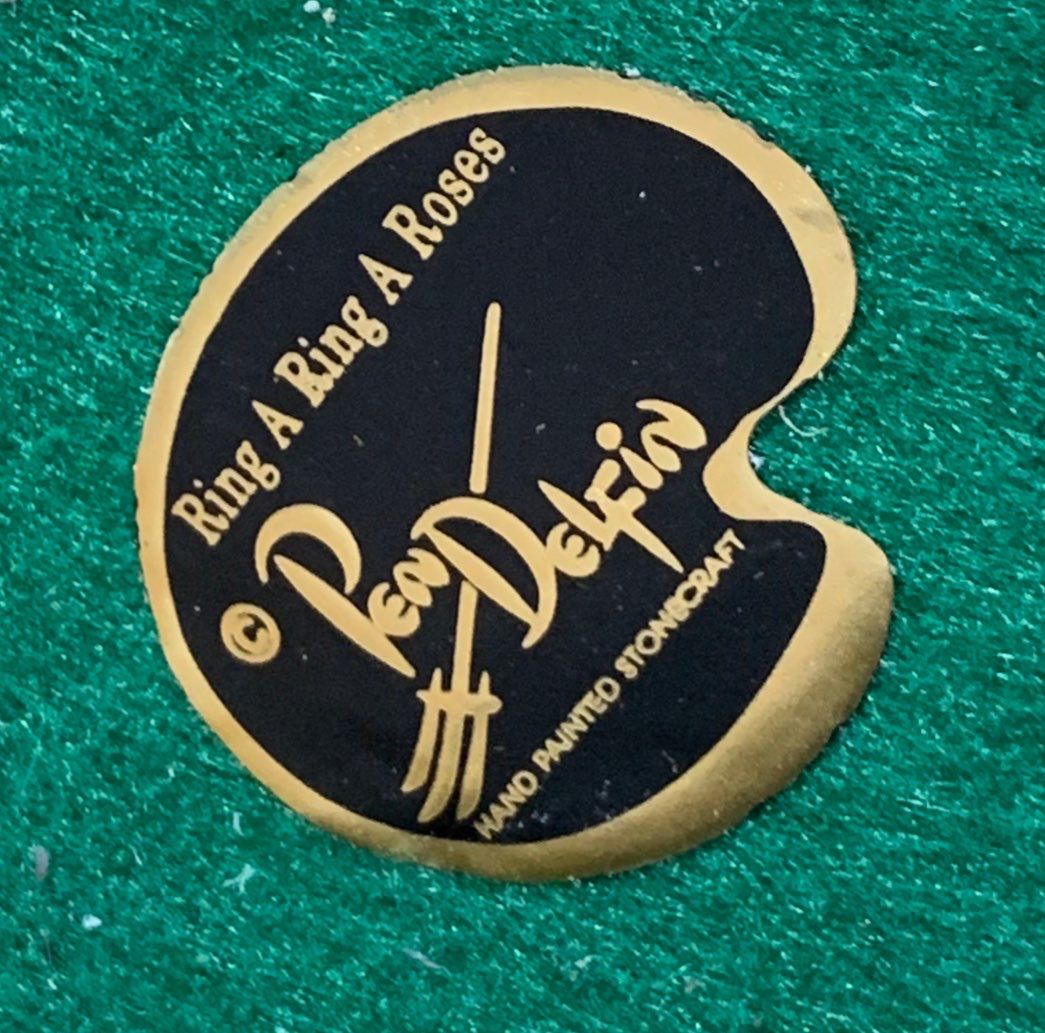 Ring A Ring A Roses
© PenDelfin
HAND PAINTED STONECRAFT